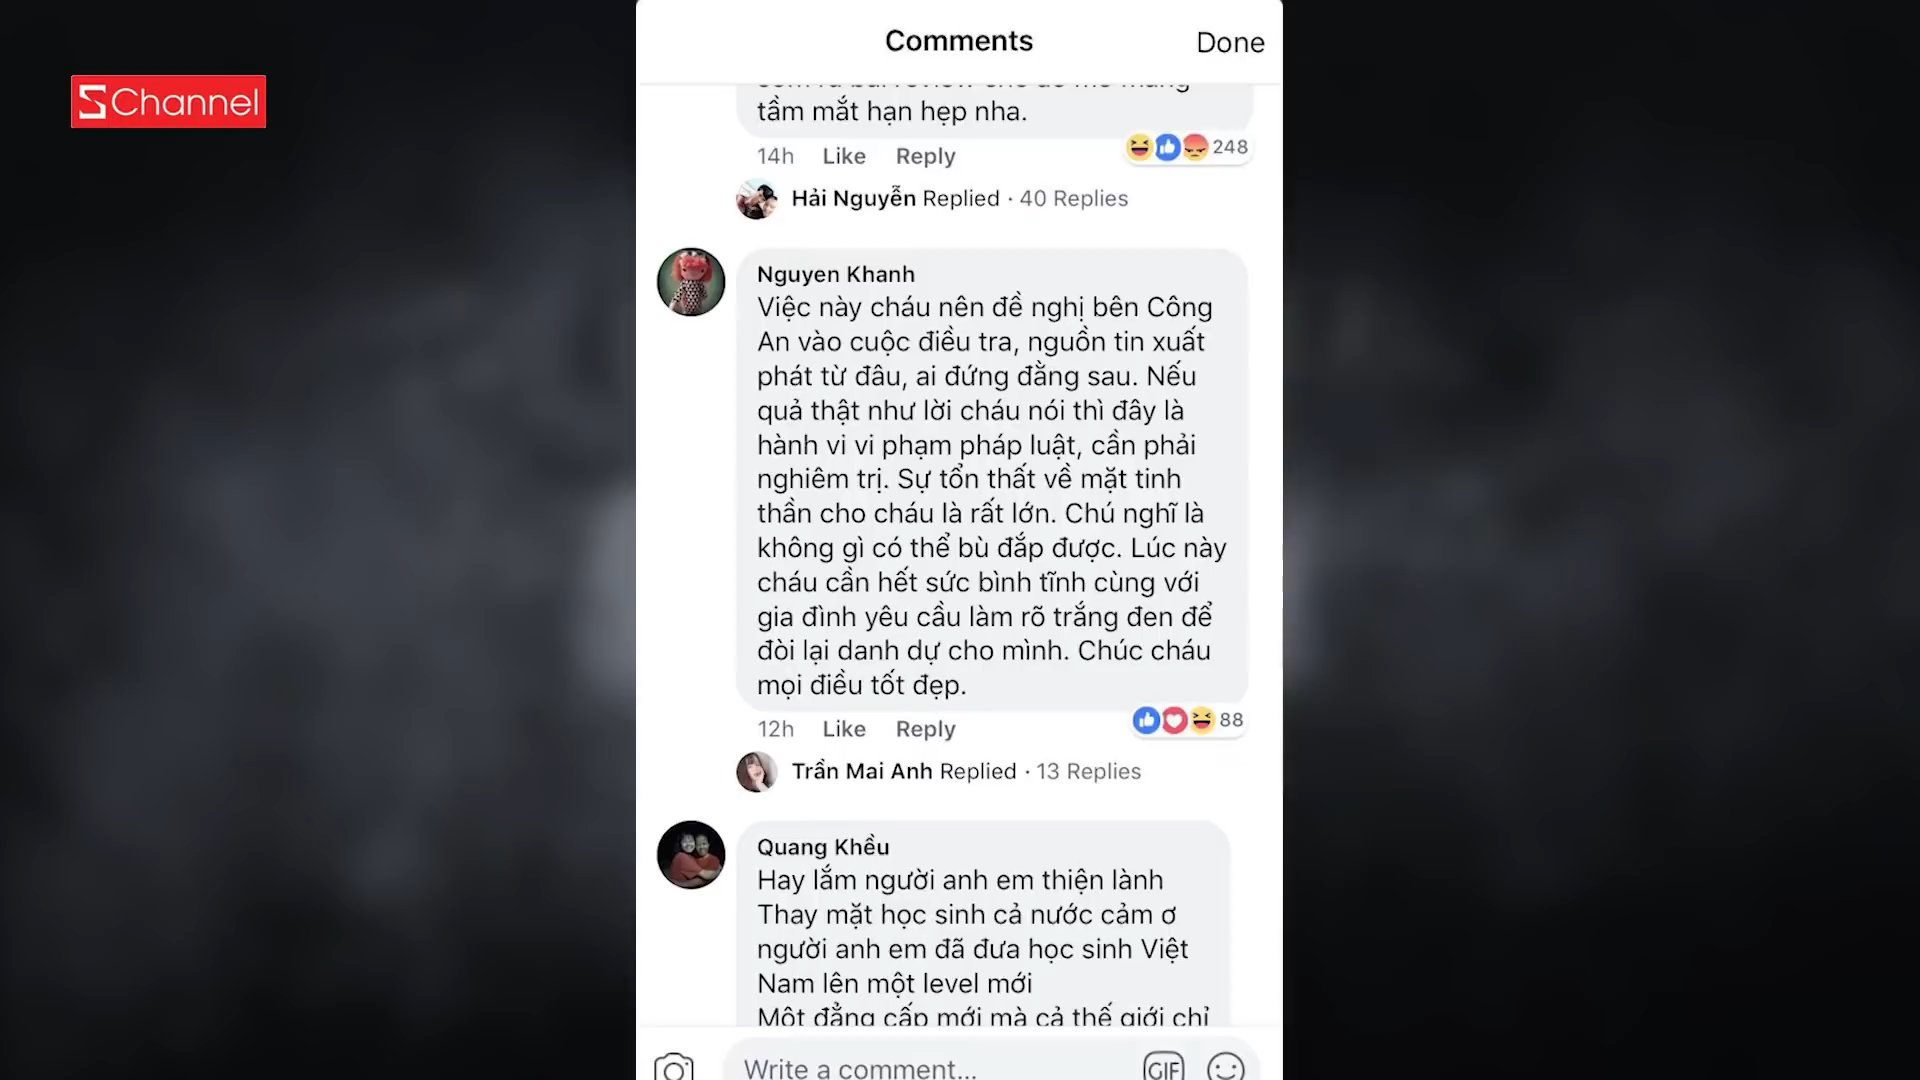 Comments
Done
SChannel
tầm mắt hạn hẹp nha.
14h Like Reply
248
Hải Nguyễn Replied · 40 Replies
Nguyen Khanh
Việc này cháu nên đề nghị bên Công
An vào cuộc điều tra, nguồn tin xuất
phát từ đâu, ai đứng đằng sau. Nếu
quả thật như lời cháu nói thì đây là
hành vi vi phạm pháp luật, cần phải
nghiêm trị. Sự tổn thất về mặt tinh
thần cho cháu là rất lớn. Chú nghĩ là
không gì có thể bù đắp được. Lúc này
cháu cần hết sức bình tĩnh cùng với
gia đình yêu cầu làm rõ trắng đen để
đòi lại danh dự cho mình. Chúc cháu
mọi điều tốt đẹp.
12h Like Reply
88
Trần Mai Anh Replied · 13 Replies
Quang Khều
Hay lắm người anh em thiện lành
Thay mặt học sinh cả nước cảm ơ
người anh em đã đưa học sinh Việt
Nam lên một level mới
Một đẳng cấp mới mà cả thế giới chỉ
Write a comment...
GIF